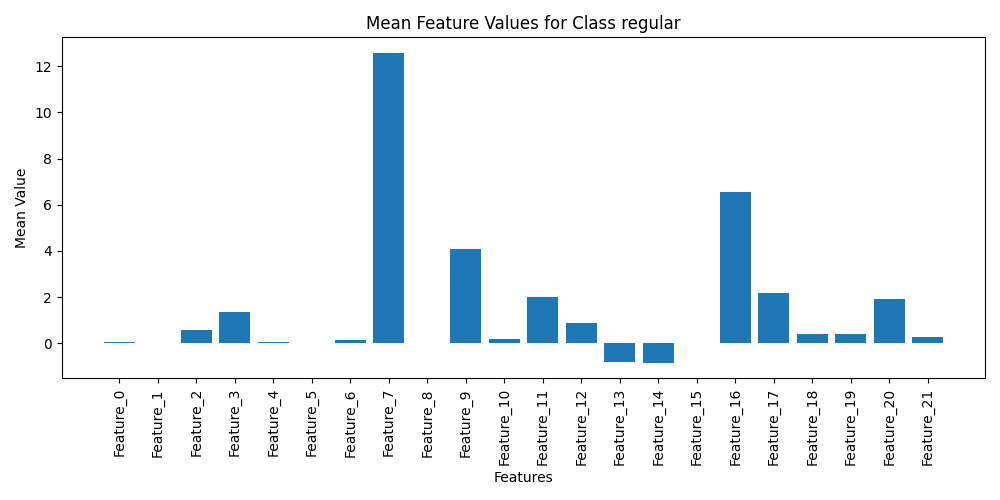 Mean Feature Values for Class regular
Mean Value
12
10
8
6
4
2
0
Feature_0
Feature_1
Feature_2
Feature_3
Feature_4
Feature_5
Feature_6
Feature_7
Feature_8
Feature_9
Feature_10
Feature_11
Feature_12
Feature_13
Feature_14
Feature_15
Feature_16
Feature_17
Feature_18
Feature_19
Feature_20
Feature_21
Features